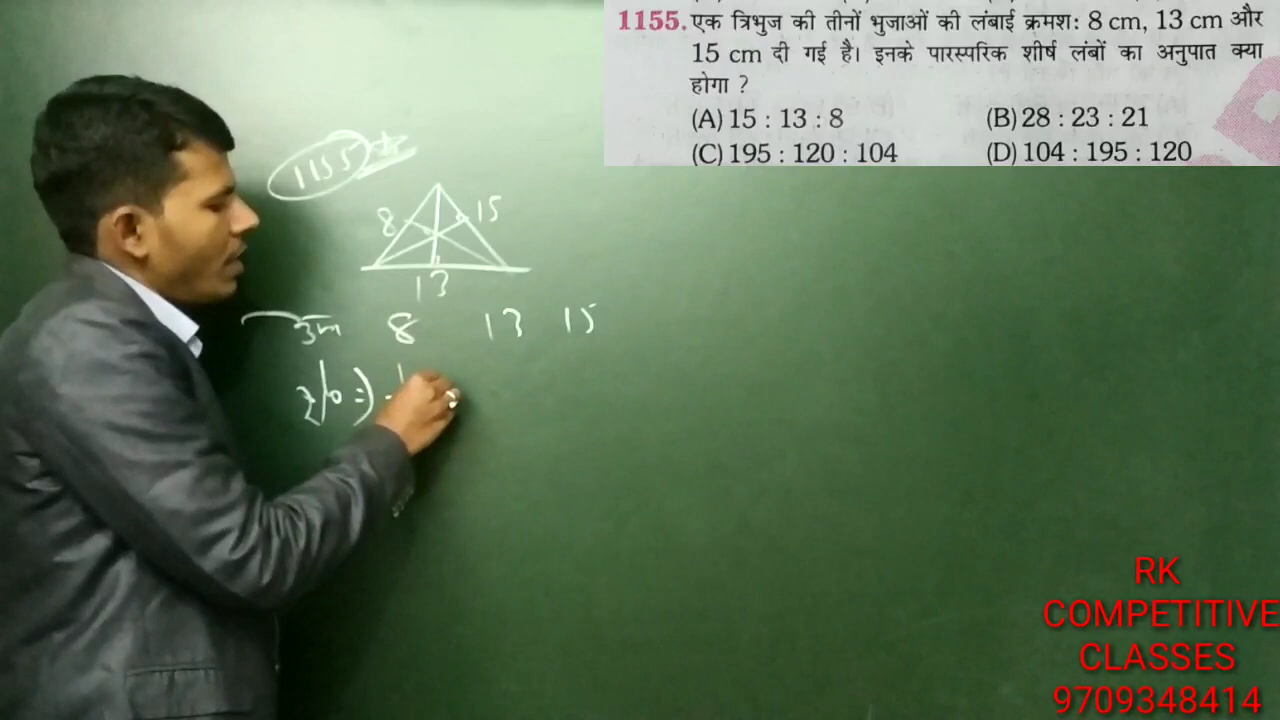 1155. एक त्रिभुज की तीनों भुजाओं की लंबाई क्रमश: 8 cm, 13 cm और
15 cm दी गई है। इनके पारस्परिक शीर्ष लंबों का अनुपात क्या
होगा ?
(A) 15 : 13 : 8 (B) 28 : 23 : 21
(C) 195 : 120 : 104 (D) 104 : 195 : 120
1155
8 15
13
8 13 15
RK
COMPETITIVE
CLASSES
9709348414